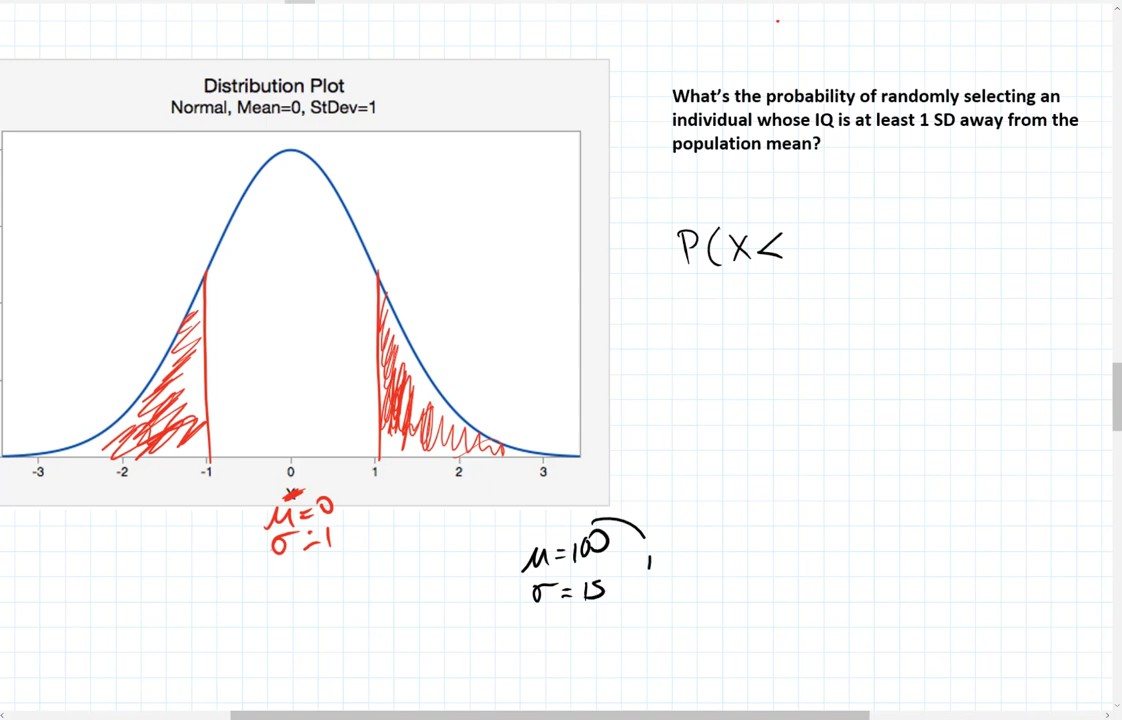 Distribution Plot
Normal, Mean=0, StDev=1
What's the probability of randomly selecting an
individual whose IQ is at least 1 SD away from the
population mean?
P(X<
-3 -2 -1 0 1 2 3
μ=0
σ=1
μ=100
σ=15